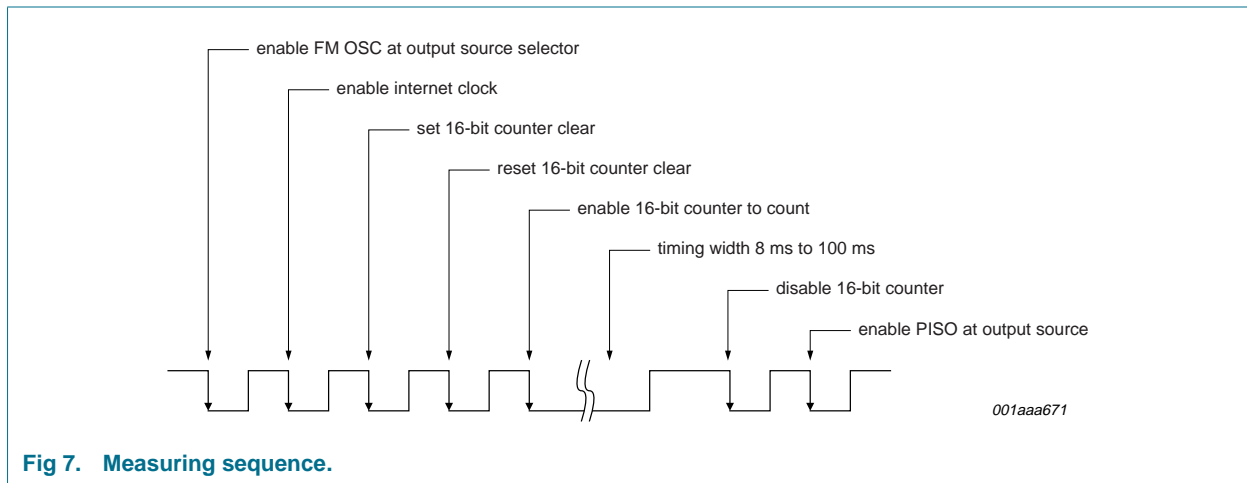 enable FM OSC at output source selector
enable internet clock
set 16-bit counter clear
reset 16-bit counter clear
enable 16-bit counter to count
timing width 8 ms to 100 ms
disable 16-bit counter
enable PISO at output source
001aaa671
Fig 7. Measuring sequence.